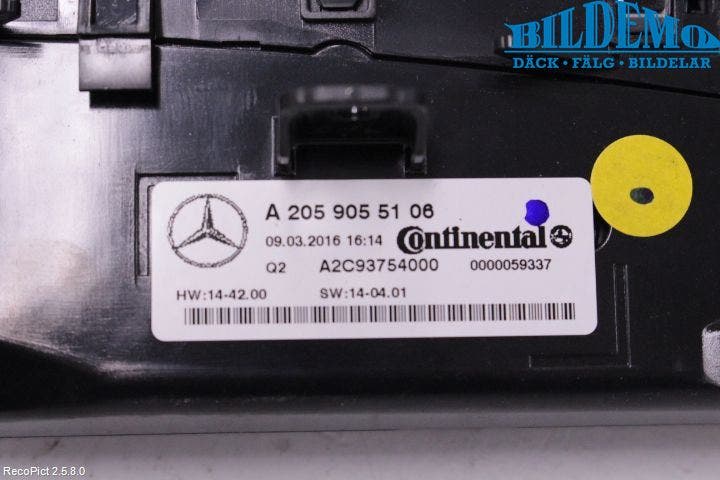 BILDEMO
DÄCK • FÄLG • BILDELAR
A 205 905 51 06
09.03.2016 16:14 Continental
Q2 A2C93754000 0000059337
HW:14-42.00 SW:14-04.01
RecoPict 2.5.8.0